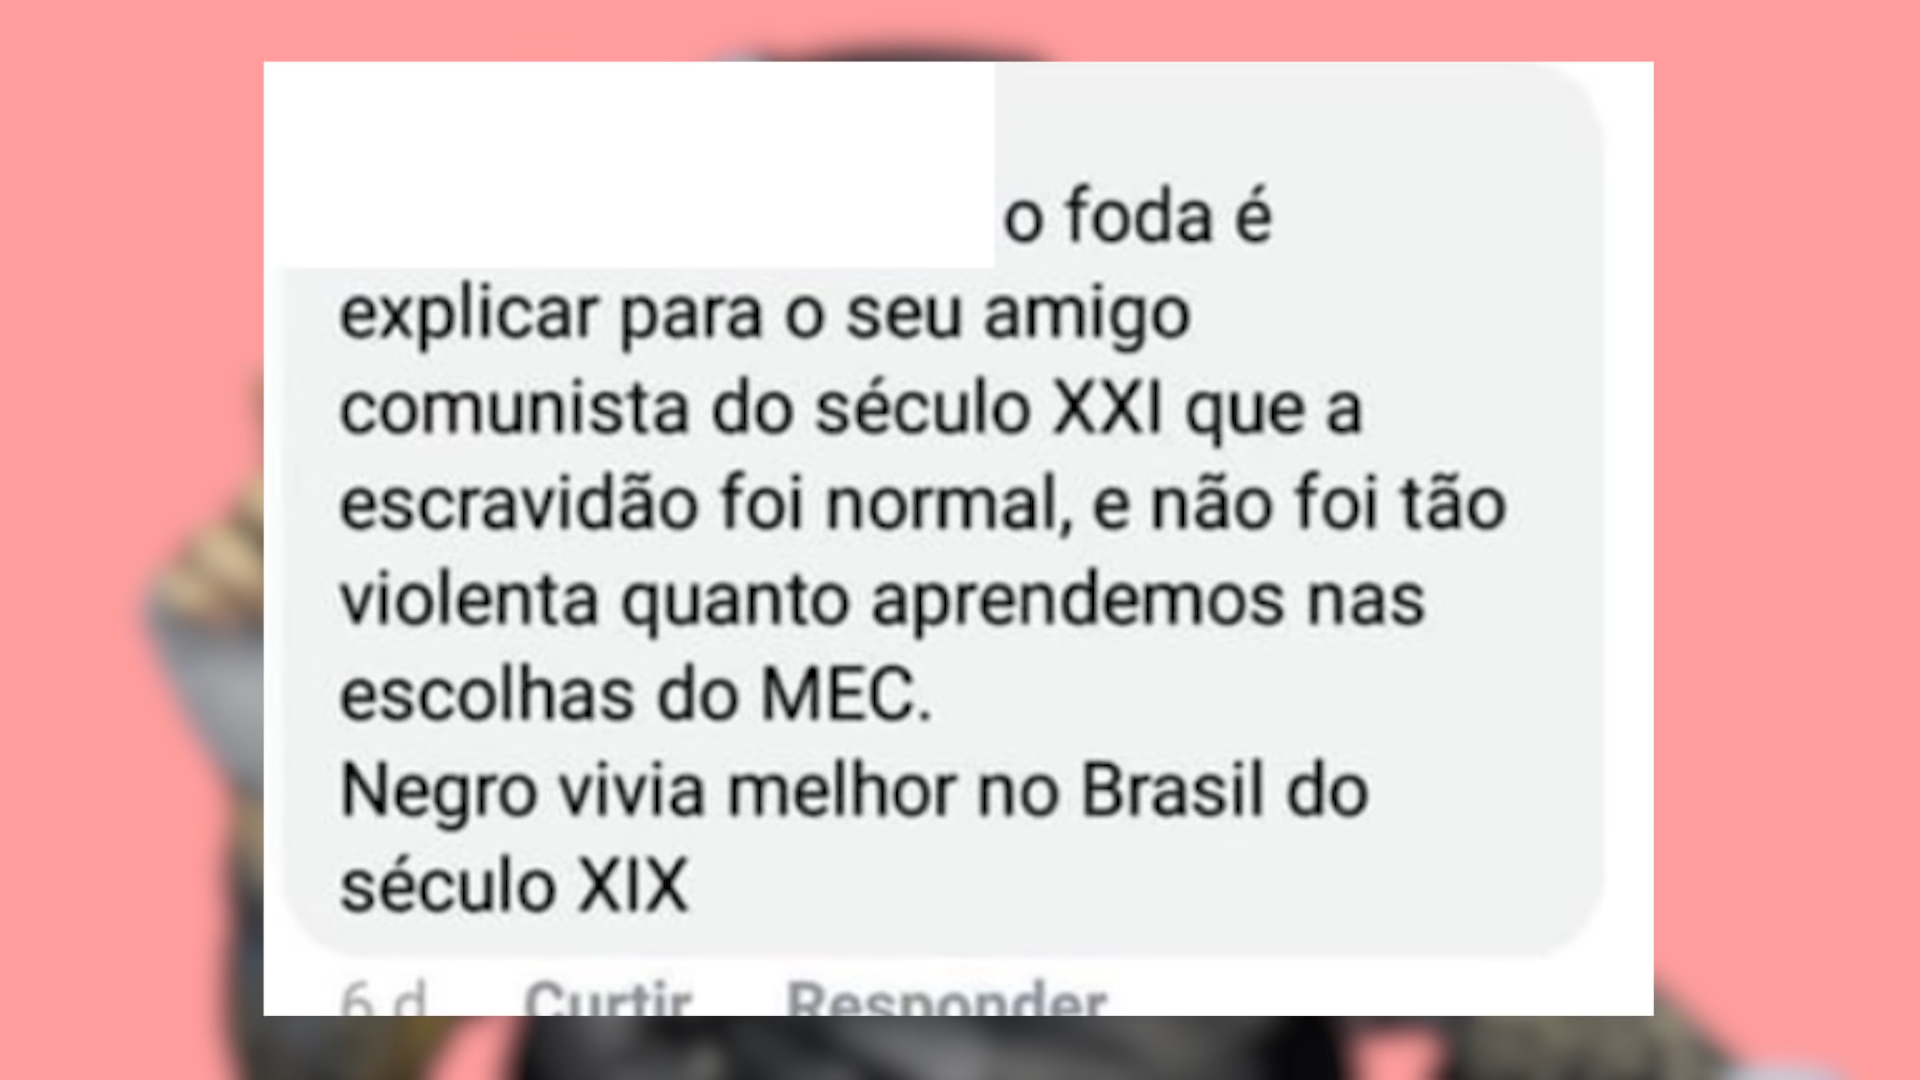 o foda é
explicar para o seu amigo
comunista do século XXI que a
escravidão foi normal, e não foi tão
violenta quanto aprendemos nas
escolhas do MEC.
Negro vivia melhor no Brasil do
século XIX
6 d Curtir Responder